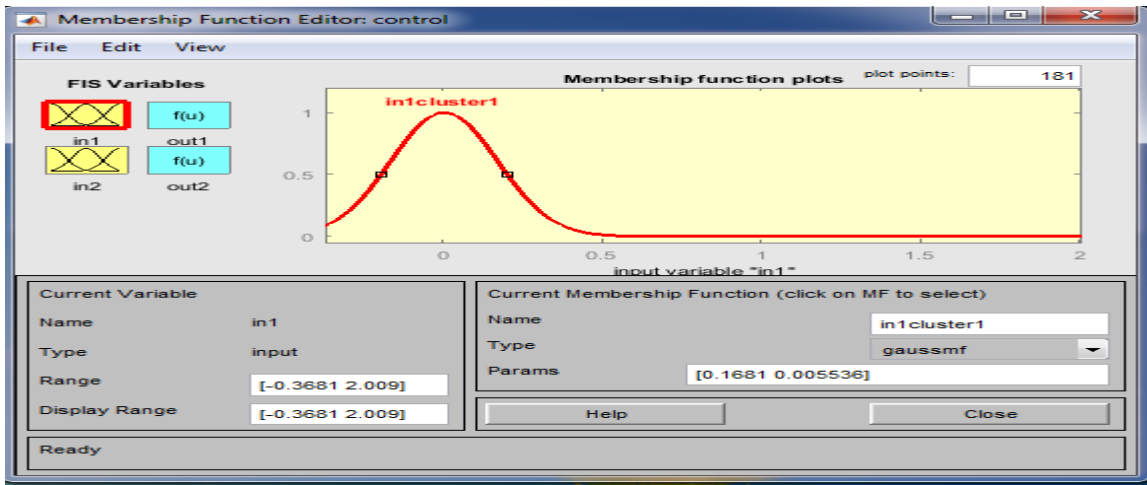 Membership Function Editor: control
File Edit View
FIS Variables
f(u)
in1 out1
f(u)
in2 out2
Membership function plots plot points: 181
in1cluster1
1
0.5
0
0 0.5 1 1.5 2
input variable "in1"
Current Variable
Name in1
Type input
Range [-0.3681 2.009]
Display Range [-0.3681 2.009]
Current Membership Function (click on MF to select)
Name in1cluster1
Type gaussmf
Params [0.1681 0.005536]
Help Close
Ready